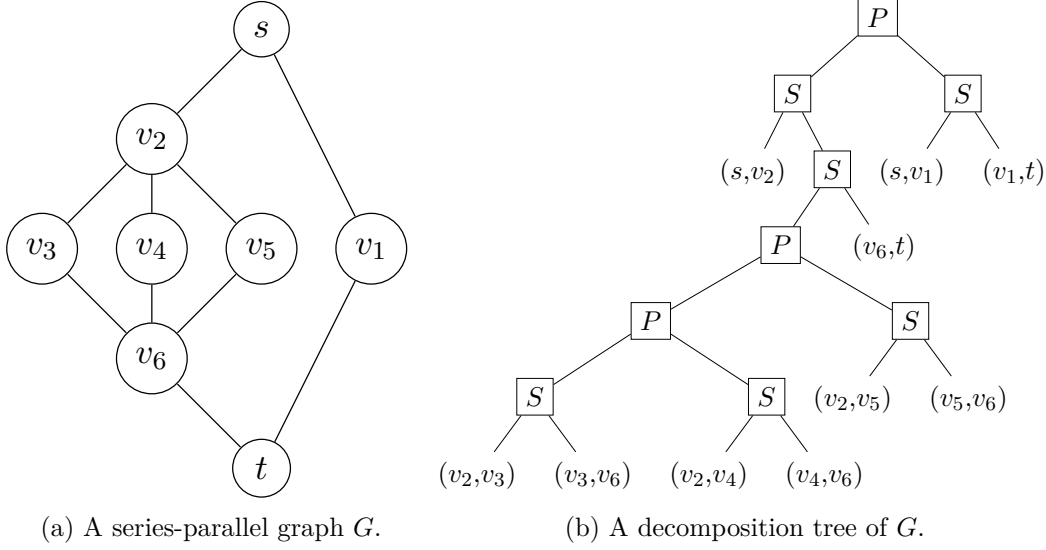 s
v2
v3 v4 v5 v1
v6
t
(a) A series-parallel graph G.
P
S S
(s,v2) S (s,v1) (v1,t)
P (v6,t)
P S
S S (v2,v5) (v5,v6)
(v2,v3) (v3,v6) (v2,v4) (v4,v6)
(b) A decomposition tree of G.